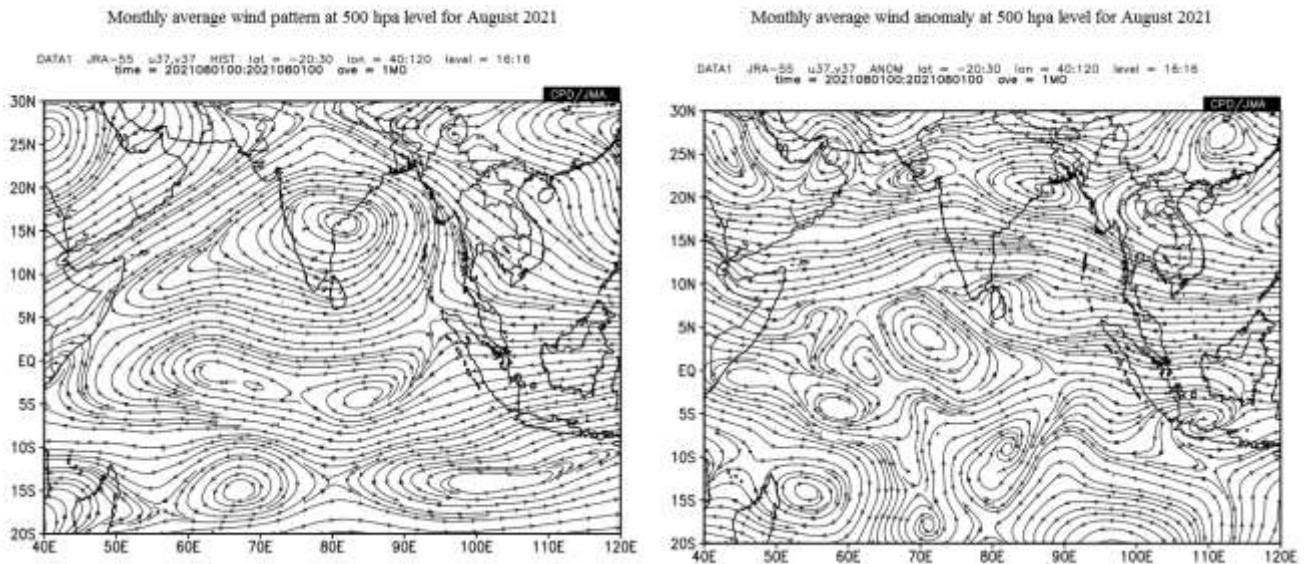 Monthly average wind pattern at 500 hpa level for August 2021
DATA1 JRA-55 u37,v37 HIST lat = -20:30 lon = 40:120 level = 16:16
time = 2021080100:2021080100 ave = 1MO
CPD/JMA
30N
25N
20N
15N
10N
5N
EQ
5S
10S
15S
20S
40E 50E 60E 70E 80E 90E 100E 110E 120E
Monthly average wind anomaly at 500 hpa level for August 2021
DATA1 JRA-55 u37,v37 ANOM lat = -20:30 lon = 40:120 level = 16:16
time = 2021080100:2021080100 ave = 1MO
CPD/JMA
30N
25N
20N
15N
10N
5N
EQ
5S
10S
15S
20S
40E 50E 60E 70E 80E 90E 100E 110E 120E